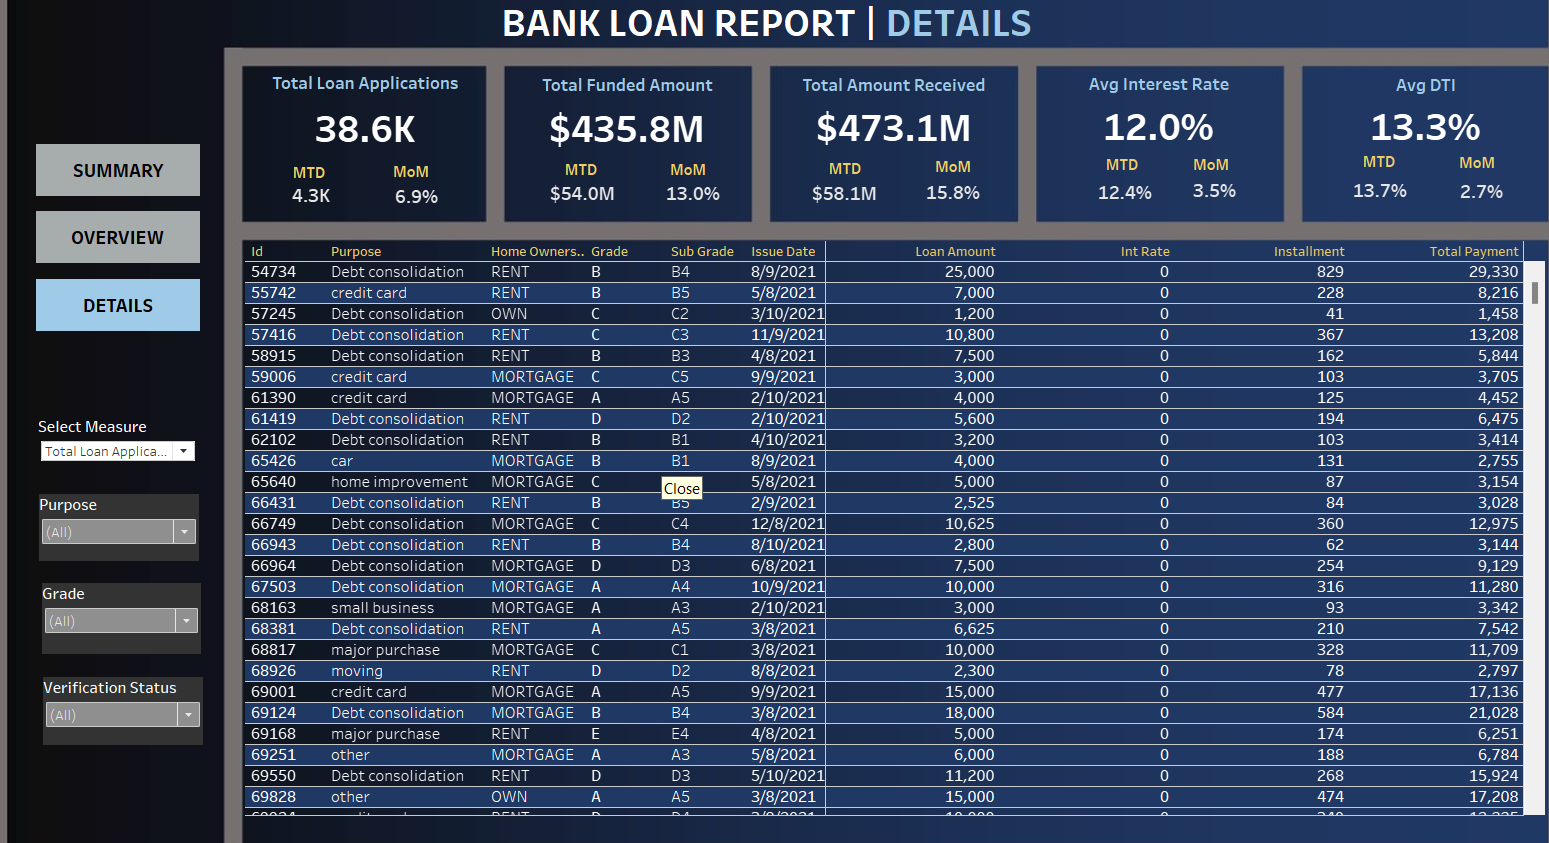 BANK LOAN REPORT | DETAILS
Total Loan Applications
38.6K
MTD MoM
4.3K 6.9%
Total Funded Amount
$435.8M
MTD MoM
$54.0M 13.0%
Total Amount Received
$473.1M
MTD MoM
$58.1M 15.8%
Avg Interest Rate
12.0%
MTD MoM
12.4% 3.5%
Avg DTI
13.3%
MTD MoM
13.7% 2.7%
SUMMARY
OVERVIEW
DETAILS
Select Measure
Total Loan Applica...
Purpose
(All)
Grade
(All)
Verification Status
(All)
Id Purpose Home Owners.. Grade Sub Grade Issue Date Loan Amount Int Rate Installment Total Payment
54734 Debt consolidation RENT B B4 8/9/2021 25,000 0 829 29,330
55742 credit card RENT B B5 5/8/2021 7,000 0 228 8,216
57245 Debt consolidation OWN C C2 3/10/2021 1,200 0 41 1,458
57416 Debt consolidation RENT C C3 11/9/2021 10,800 0 367 13,208
58915 Debt consolidation RENT B B3 4/8/2021 7,500 0 162 5,844
59006 credit card MORTGAGE C C5 9/9/2021 3,000 0 103 3,705
61390 credit card MORTGAGE A A5 2/10/2021 4,000 0 125 4,452
61419 Debt consolidation RENT D D2 2/10/2021 5,600 0 194 6,475
62102 Debt consolidation RENT B B1 4/10/2021 3,200 0 103 3,414
65426 car MORTGAGE B B1 8/9/2021 4,000 0 131 2,755
65640 home improvement MORTGAGE C 5/8/2021 5,000 0 87 3,154
Close
66431 Debt consolidation RENT B B5 2/9/2021 2,525 0 84 3,028
66749 Debt consolidation MORTGAGE C C4 12/8/2021 10,625 0 360 12,975
66943 Debt consolidation RENT B B4 8/10/2021 2,800 0 62 3,144
66964 Debt consolidation MORTGAGE D D3 6/8/2021 7,500 0 254 9,129
67503 Debt consolidation MORTGAGE A A4 10/9/2021 10,000 0 316 11,280
68163 small business MORTGAGE A A3 2/10/2021 3,000 0 93 3,342
68381 Debt consolidation RENT A A5 3/8/2021 6,625 0 210 7,542
68817 major purchase MORTGAGE C C1 3/8/2021 10,000 0 328 11,709
68926 moving RENT D D2 8/8/2021 2,300 0 78 2,797
69001 credit card MORTGAGE A A5 9/9/2021 15,000 0 477 17,136
69124 Debt consolidation MORTGAGE B B4 3/8/2021 18,000 0 584 21,028
69168 major purchase RENT E E4 4/8/2021 5,000 0 174 6,251
69251 other MORTGAGE A A3 5/8/2021 6,000 0 188 6,784
69550 Debt consolidation RENT D D3 5/10/2021 11,200 0 268 15,924
69828 other OWN A A5 3/8/2021 15,000 0 474 17,208